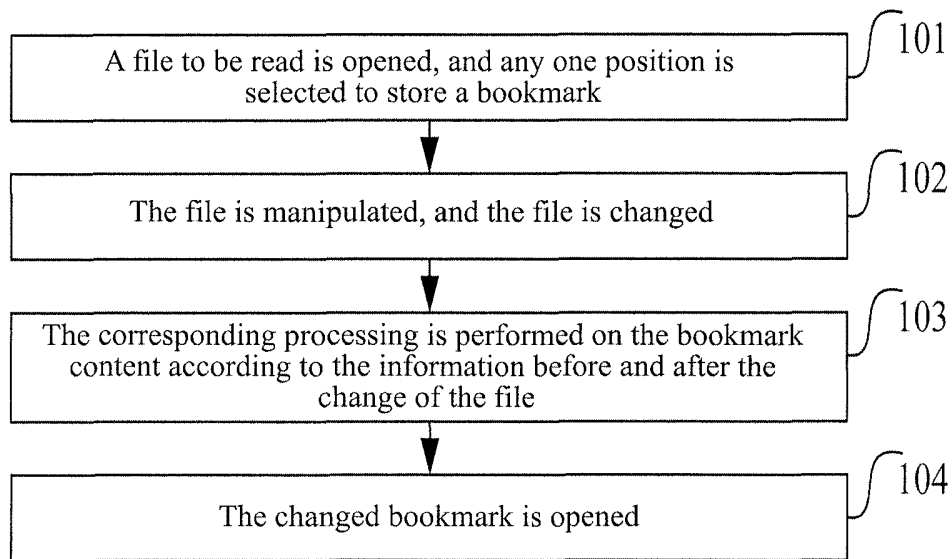 101
A file to be read is opened, and any one position is
selected to store a bookmark
102
The file is manipulated, and the file is changed
103
The corresponding processing is performed on the bookmark
content according to the information before and after the
change of the file
104
The changed bookmark is opened